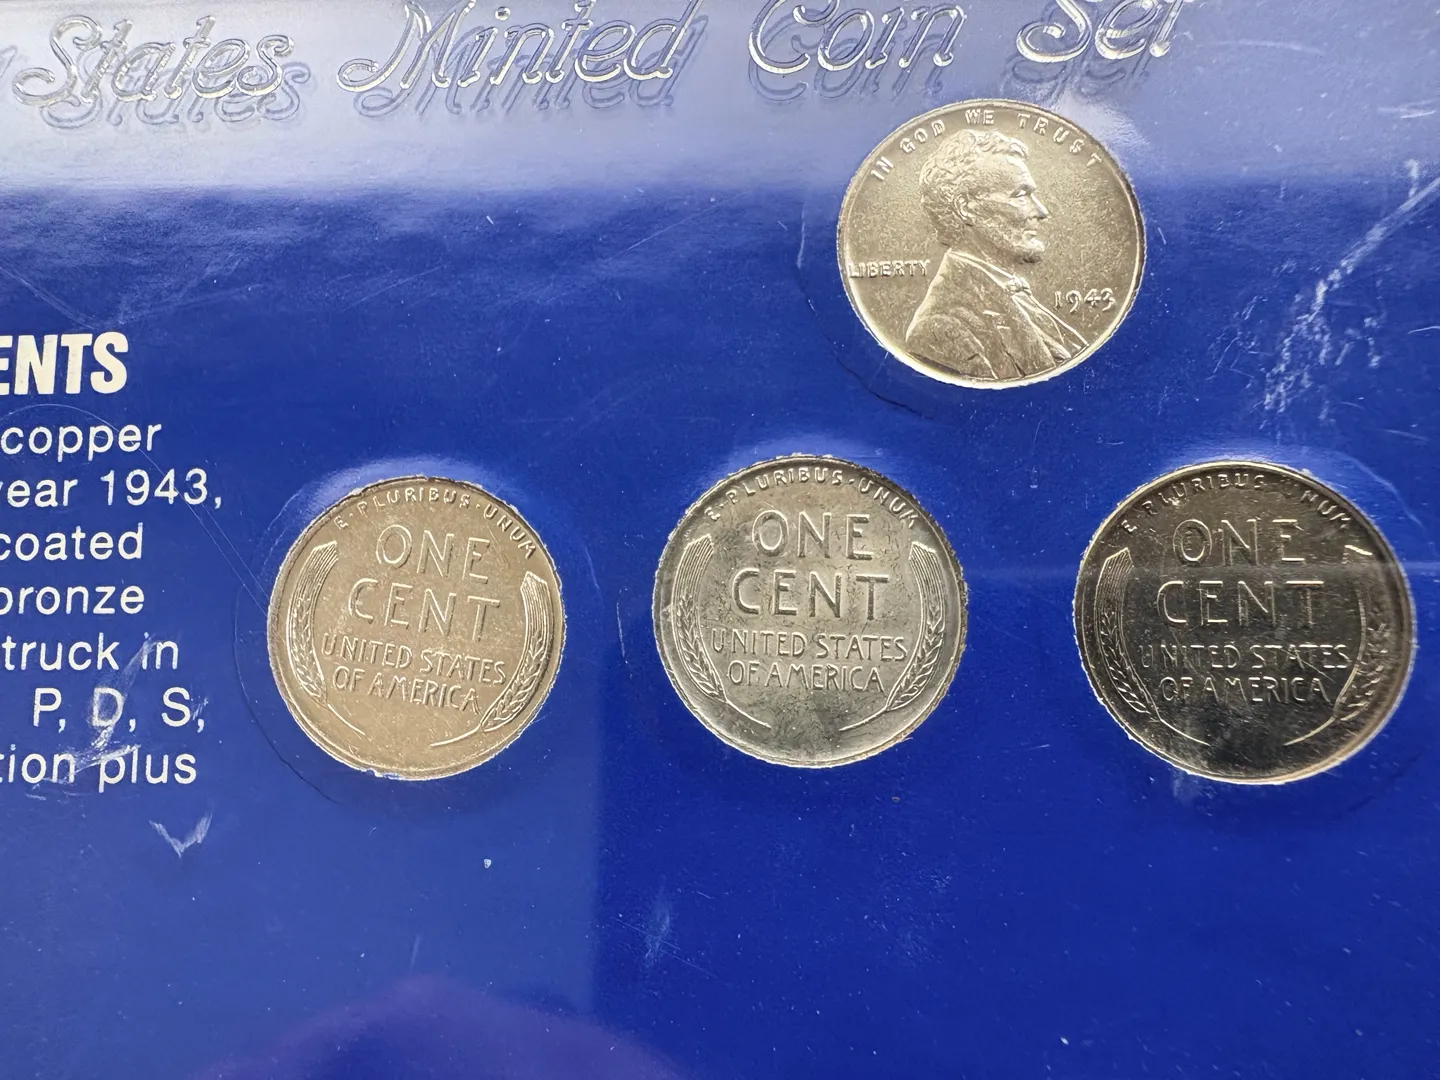 States Minted Coin Set
IN GOD WE TRUST
LIBERTY
1943
ENTS
copper
year 1943,
coated
bronze
truck in
P, D, S,
tion plus
E·PLURIBUS·UNUM
ONE
CENT
UNITED STATES
OF AMERICA
E·PLURIBUS·UNUM
ONE
CENT
UNITED STATES
OF AMERICA
E PLURIBUS UNUM
ONE
CENT
UNITED STATES
OF AMERICA